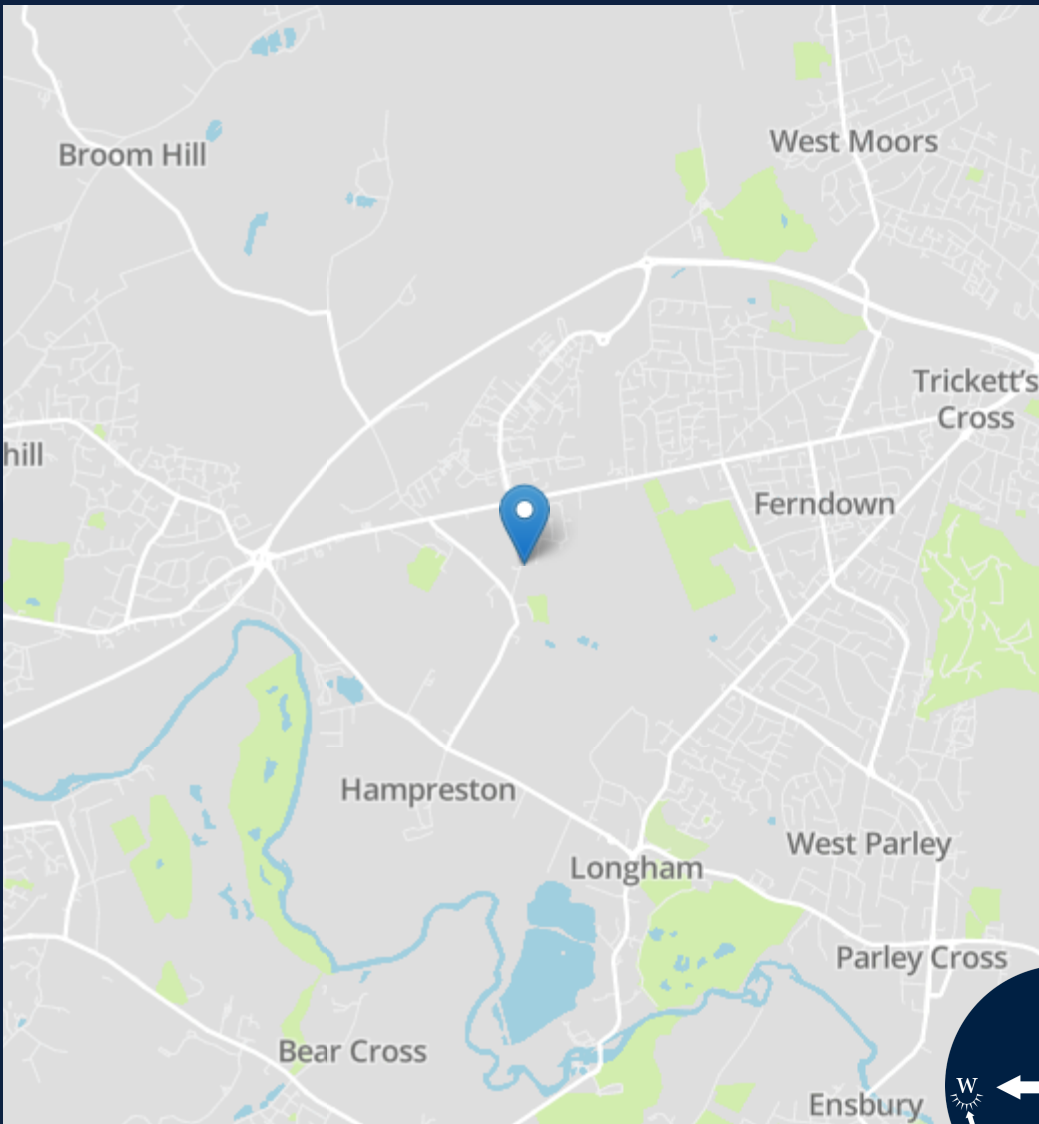 West Moors
Broom Hill
Trickett's
Cross
hill
Ferndown
Hampreston
West Parley
Longham
Parley Cross
Bear Cross
Ensbury
W